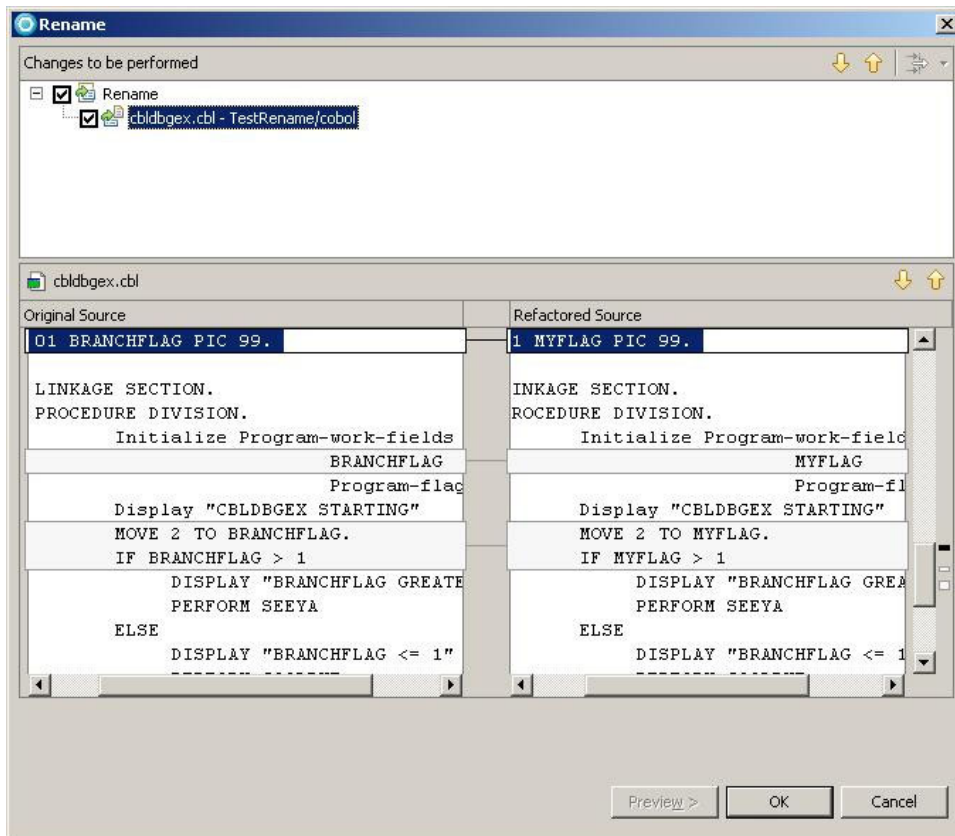 Rename
Changes to be performed
Rename
cbldbgex.cbl - TestRename/cobol
cbldbgex.cbl
Original Source
01 BRANCHFLAG PIC 99.
LINKAGE SECTION.
PROCEDURE DIVISION.
Initialize Program-work-fields
BRANCHFLAG
Program-flag
Display "CBLDBGEX STARTING"
MOVE 2 TO BRANCHFLAG.
IF BRANCHFLAG > 1
DISPLAY "BRANCHFLAG GREATE
PERFORM SEEYA
ELSE
DISPLAY "BRANCHFLAG <= 1"
Refactored Source
1 MYFLAG PIC 99.
INKAGE SECTION.
ROCEDURE DIVISION.
Initialize Program-work-field
MYFLAG
Program-fl
Display "CBLDBGEX STARTING"
MOVE 2 TO MYFLAG.
IF MYFLAG > 1
DISPLAY "BRANCHFLAG GREA
PERFORM SEEYA
ELSE
DISPLAY "BRANCHFLAG <= 1
Preview >
OK
Cancel